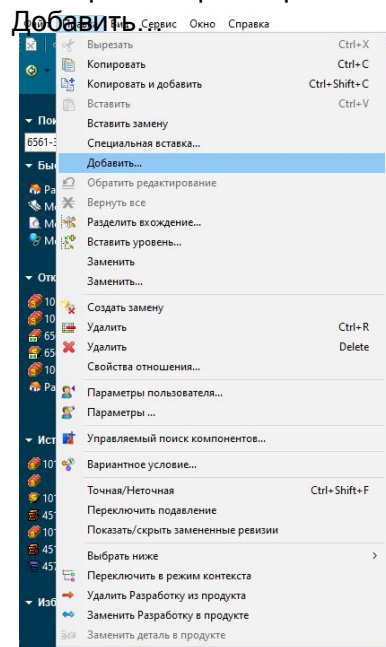 Добавить...
Сервис Окно Справка
Вырезать Ctrl+X
Копировать Ctrl+C
Копировать и добавить Ctrl+Shift+C
Вставить Ctrl+V
Вставить замену
6561-3
Специальная вставка...
Добавить...
Обратить редактирование
Вернуть все
Разделить вхождение...
Вставить уровень...
Заменить
Заменить...
Создать замену
Удалить Ctrl+R
Удалить Delete
Свойства отношения...
Параметры пользователя...
Параметры ...
Управляемый поиск компонентов...
Вариантное условие...
Точная/Неточная Ctrl+Shift+F
Переключить подавление
Показать/скрыть замененные ревизии
Выбрать ниже
Переключить в режим контекста
Удалить Разработку из продукта
Заменить Разработку в продукте
Заменить деталь в продукте